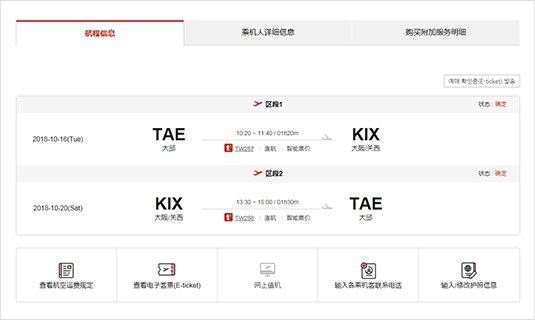 航程信息 乘机人详细信息 购买附加服务明细
예매 확인증(E-ticket) 발송
区段1 状态 : 确定
2018-10-16(Tue) TAE 10:20 ~ 11:40 / 01h20m KIX
大邱 TW287 直航 智能票价 大阪/关西
区段2 状态 : 确定
2018-10-20(Sat) KIX 13:30 ~ 15:00 / 01h30m TAE
大阪/关西 TW288 直航 智能票价 大邱
查看航空运费规定 查看电子客票(E-ticket) 网上值机 输入各乘机客联系电话 输入/修改护照信息